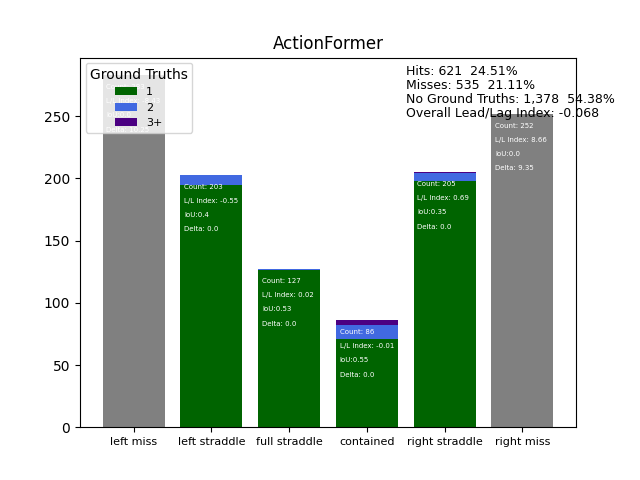 ActionFormer
Ground Truths
1
2
3+
Hits: 621 24.51%
Misses: 535 21.11%
No Ground Truths: 1,378 54.38%
Overall Lead/Lag Index: -0.068
250
200
150
100
50
0
Count: 203
L/L Index: -0.55
IoU:0.4
Delta: 0.0
Count: 127
L/L Index: 0.02
IoU:0.53
Delta: 0.0
Count: 86
L/L Index: -0.01
IoU:0.55
Delta: 0.0
Count: 205
L/L Index: 0.69
IoU:0.35
Delta: 0.0
Count: 252
L/L Index: 8.66
IoU:0.0
Delta: 9.35
left miss
left straddle
full straddle
contained
right straddle
right miss